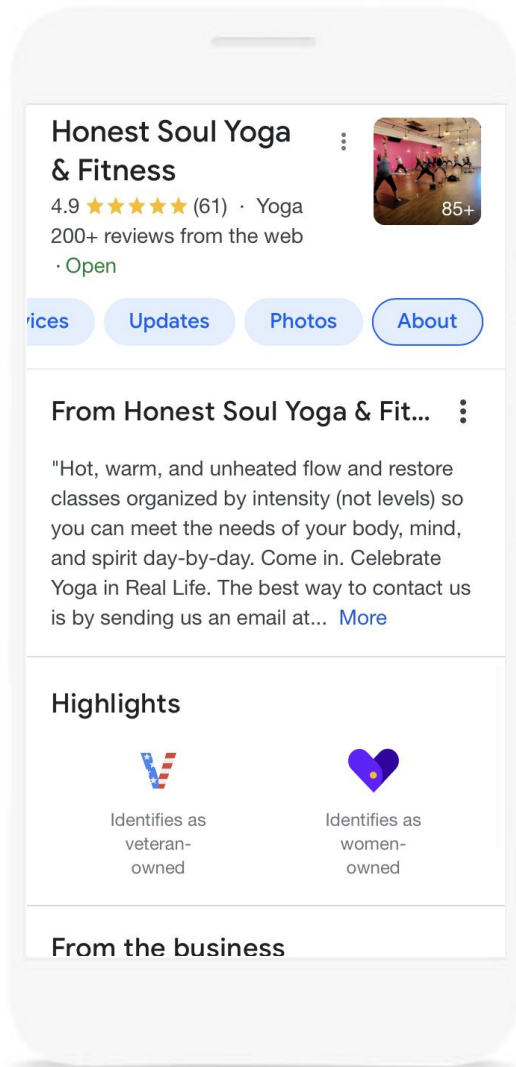 Honest Soul Yoga
& Fitness
4.9 ★★★★★ (61) · Yoga
200+ reviews from the web
· Open
85+
vices Updates Photos About
From Honest Soul Yoga & Fit...
"Hot, warm, and unheated flow and restore
classes organized by intensity (not levels) so
you can meet the needs of your body, mind,
and spirit day-by-day. Come in. Celebrate
Yoga in Real Life. The best way to contact us
is by sending us an email at... More
Highlights
Identifies as
veteran-
owned
Identifies as
women-
owned
From the business